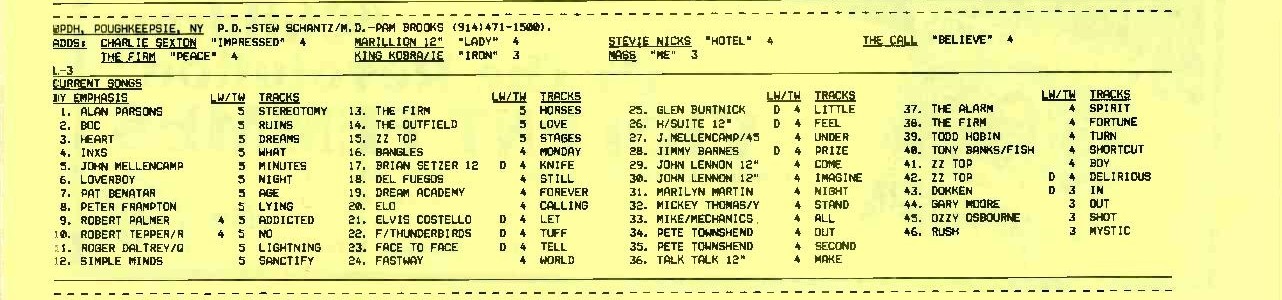 WPDH, POUGHKEEPSIE, NY P.D.-STEW SCHANTZ/M.D.-PAM BROOKS (914)471-1500).
ADDS: CHARLIE SEXTON "IMPRESSED" 4 MARILLION 12" "LADY" 4 STEVIE NICKS "HOTEL" 4 THE CALL "BELIEVE" 4
THE FIRM "PEACE" 4 KING KOBRA/IE "IRON" 3 MASS "ME" 3
L-3
CURRENT SONGS
BY EMPHASIS LW/TW TRACKS LW/TW TRACKS LW/TW TRACKS LW/TW TRACKS
1. ALAN PARSONS 5 STEREOTOMY 13. THE FIRM 5 HORSES 25. GLEN BURTNICK D 4 LITTLE 37. THE ALARM 4 SPIRIT
2. BOC 5 RUINS 14. THE OUTFIELD 5 LOVE 26. H/SUITE 12" D 4 FEEL 38. THE FIRM 4 FORTUNE
3. HEART 5 DREAMS 15. ZZ TOP 5 STAGES 27. J.MELLENCAMP/45 4 UNDER 39. TODD HOBIN 4 TURN
4. INXS 5 WHAT 16. BANGLES 4 MONDAY 28. JIMMY BARNES D 4 PRIZE 40. TONY BANKS/FISH 4 SHORTCUT
5. JOHN MELLENCAMP 5 MINUTES 17. BRIAN SETZER 12 D 4 KNIFE 29. JOHN LENNON 12" 4 COME 41. ZZ TOP 4 BOY
6. LOVERBOY 5 NIGHT 18. DEL FUEGOS 4 STILL 30. JOHN LENNON 12" 4 IMAGINE 42. ZZ TOP D 4 DELIRIOUS
7. PAT BENATAR 5 AGE 19. DREAM ACADEMY 4 FOREVER 31. MARILYN MARTIN 4 NIGHT 43. DOKKEN D 3 IN
8. PETER FRAMPTON 5 LYING 20. ELO 4 CALLING 32. MICKEY THOMAS/Y 4 STAND 44. GARY MOORE 3 OUT
9. ROBERT PALMER 4 5 ADDICTED 21. ELVIS COSTELLO D 4 LET 33. MIKE/MECHANICS 4 ALL 45. OZZY OSBOURNE 3 SHOT
10. ROBERT TEPPER/R 4 5 NO 22. F/THUNDERBIRDS D 4 TUFF 34. PETE TOWNSHEND 4 OUT 46. RUSH 3 MYSTIC
11. ROGER DALTREY/Q 5 LIGHTNING 23. FACE TO FACE D 4 TELL 35. PETE TOWNSHEND 4 SECOND
12. SIMPLE MINDS 5 SANCTIFY 24. FASTWAY 4 WORLD 36. TALK TALK 12" 4 MAKE